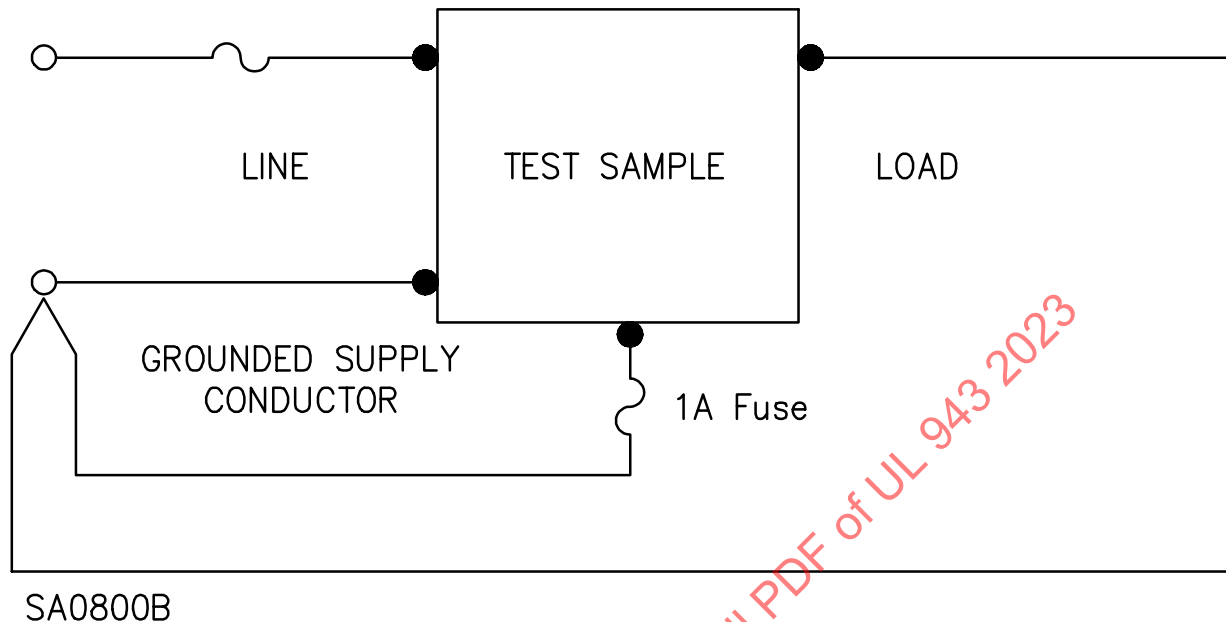 LINE
TEST SAMPLE
LOAD
GROUNDED SUPPLY
CONDUCTOR
1A Fuse
PDF of UL 943 2023
SA0800B